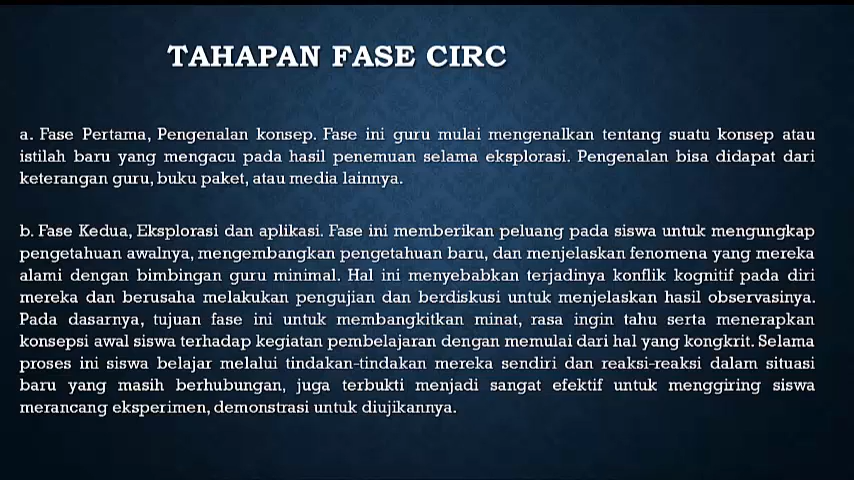 TAHAPAN FASE CIRC
a. Fase Pertama, Pengenalan konsep. Fase ini guru mulai mengenalkan tentang suatu konsep atau
istilah baru yang mengacu pada hasil penemuan selama eksplorasi. Pengenalan bisa didapat dari
keterangan guru, buku paket, atau media lainnya.
b. Fase Kedua, Eksplorasi dan aplikasi. Fase ini memberikan peluang pada siswa untuk mengungkap
pengetahuan awalnya, mengembangkan pengetahuan baru, dan menjelaskan fenomena yang mereka
alami dengan bimbingan guru minimal. Hal ini menyebabkan terjadinya konflik kognitif pada diri
mereka dan berusaha melakukan pengujian dan berdiskusi untuk menjelaskan hasil observasinya.
Pada dasarnya, tujuan fase ini untuk membangkitkan minat, rasa ingin tahu serta menerapkan
konsepsi awal siswa terhadap kegiatan pembelajaran dengan memulai dari hal yang kongkrit. Selama
proses ini siswa belajar melalui tindakan-tindakan mereka sendiri dan reaksi-reaksi dalam situasi
baru yang masih berhubungan, juga terbukti menjadi sangat efektif untuk menggiring siswa
merancang eksperimen, demonstrasi untuk diujikannya.